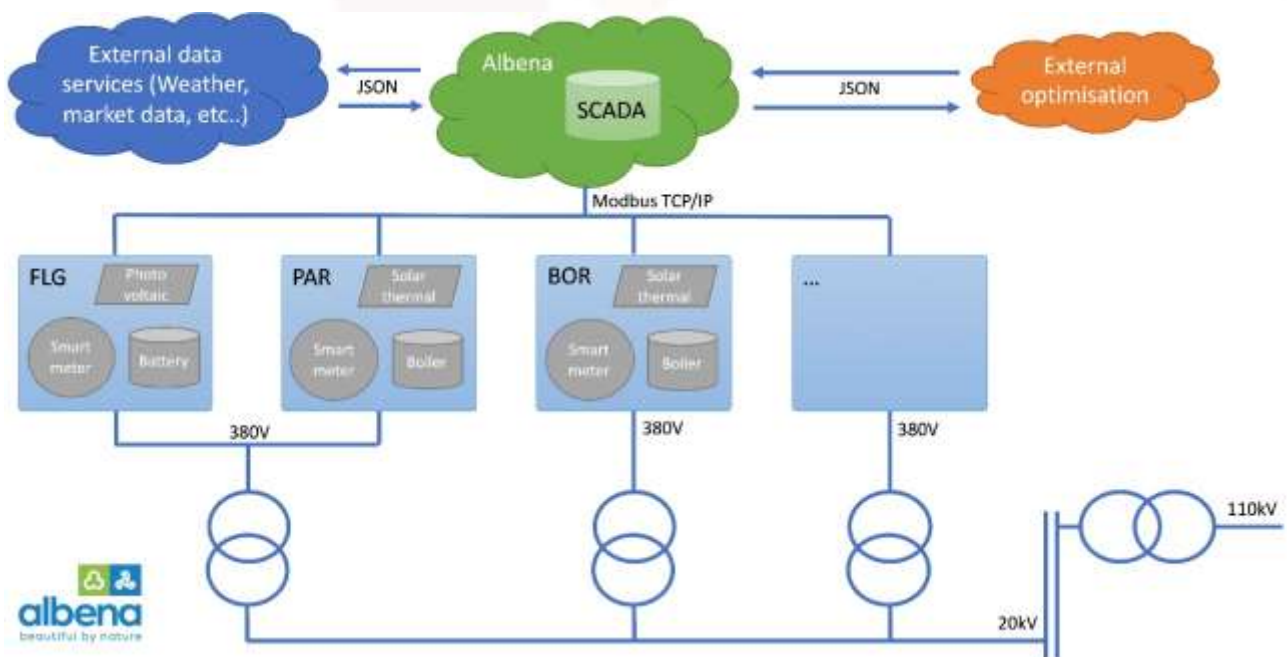 External data
services (Weather,
market data, etc..)
JSON
Albena
SCADA
JSON
External
optimisation
Modbus TCP/IP
FLG
Photo
voltaic
Smart
meter
Battery
PAR
Solar
thermal
Smart
meter
Boiler
BOR
Solar
thermal
Smart
meter
Boiler
...
380V
380V
380V
110kV
20kV
albena
beautiful by nature